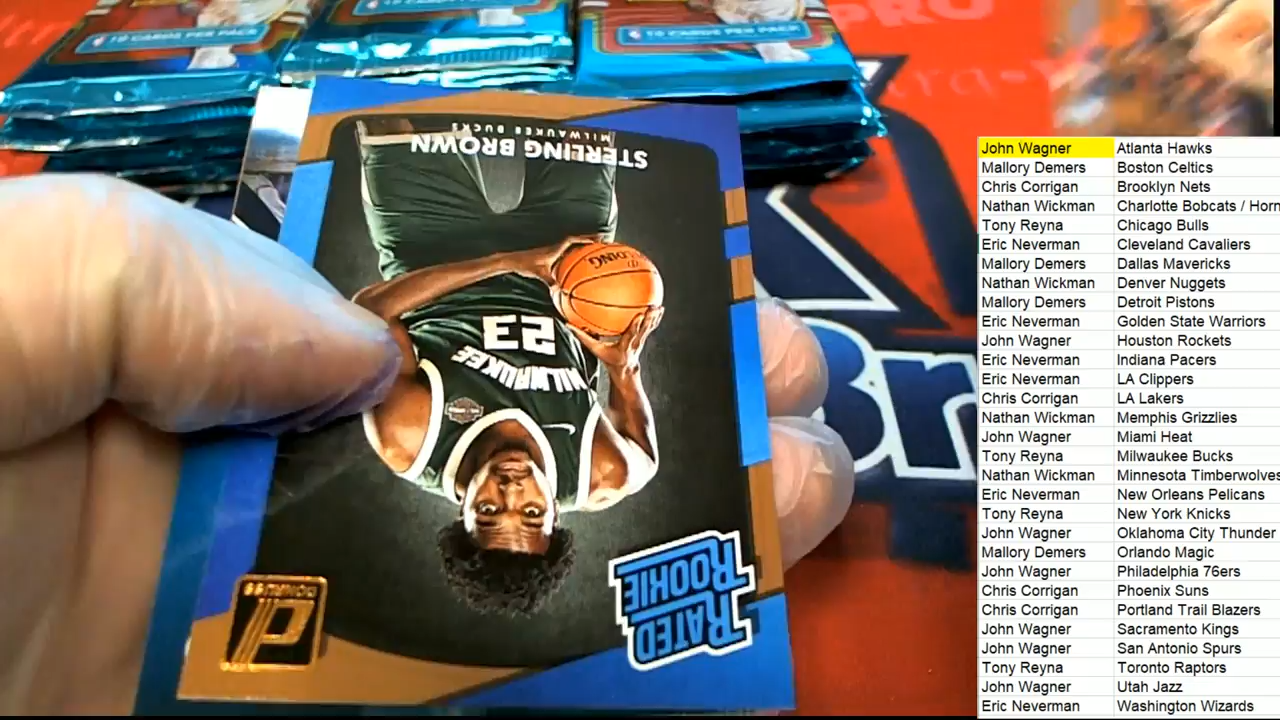 10 CARDS PER PACK
10 CARDS PER PACK
PRO
STERLING BROWN
MILWAUKEE BUCKS
SPALDING
MILWAUKEE
23
RATED
ROOKIE
DONRUSS
Br
John Wagner Atlanta Hawks
Mallory Demers Boston Celtics
Chris Corrigan Brooklyn Nets
Nathan Wickman Charlotte Bobcats / Horn
Tony Reyna Chicago Bulls
Eric Neverman Cleveland Cavaliers
Mallory Demers Dallas Mavericks
Nathan Wickman Denver Nuggets
Mallory Demers Detroit Pistons
Eric Neverman Golden State Warriors
John Wagner Houston Rockets
Eric Neverman Indiana Pacers
Eric Neverman LA Clippers
Chris Corrigan LA Lakers
Nathan Wickman Memphis Grizzlies
John Wagner Miami Heat
Tony Reyna Milwaukee Bucks
Nathan Wickman Minnesota Timberwolves
Eric Neverman New Orleans Pelicans
Tony Reyna New York Knicks
John Wagner Oklahoma City Thunder
Mallory Demers Orlando Magic
John Wagner Philadelphia 76ers
Chris Corrigan Phoenix Suns
Chris Corrigan Portland Trail Blazers
John Wagner Sacramento Kings
John Wagner San Antonio Spurs
Tony Reyna Toronto Raptors
John Wagner Utah Jazz
Eric Neverman Washington Wizards